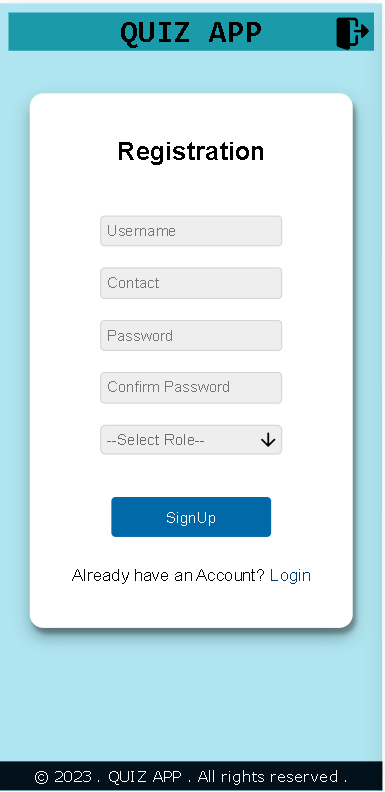 QUIZ APP
Registration
Username
Contact
Password
Confirm Password
--Select Role--
SignUp
Already have an Account? Login
© 2023 . QUIZ APP . All rights reserved .